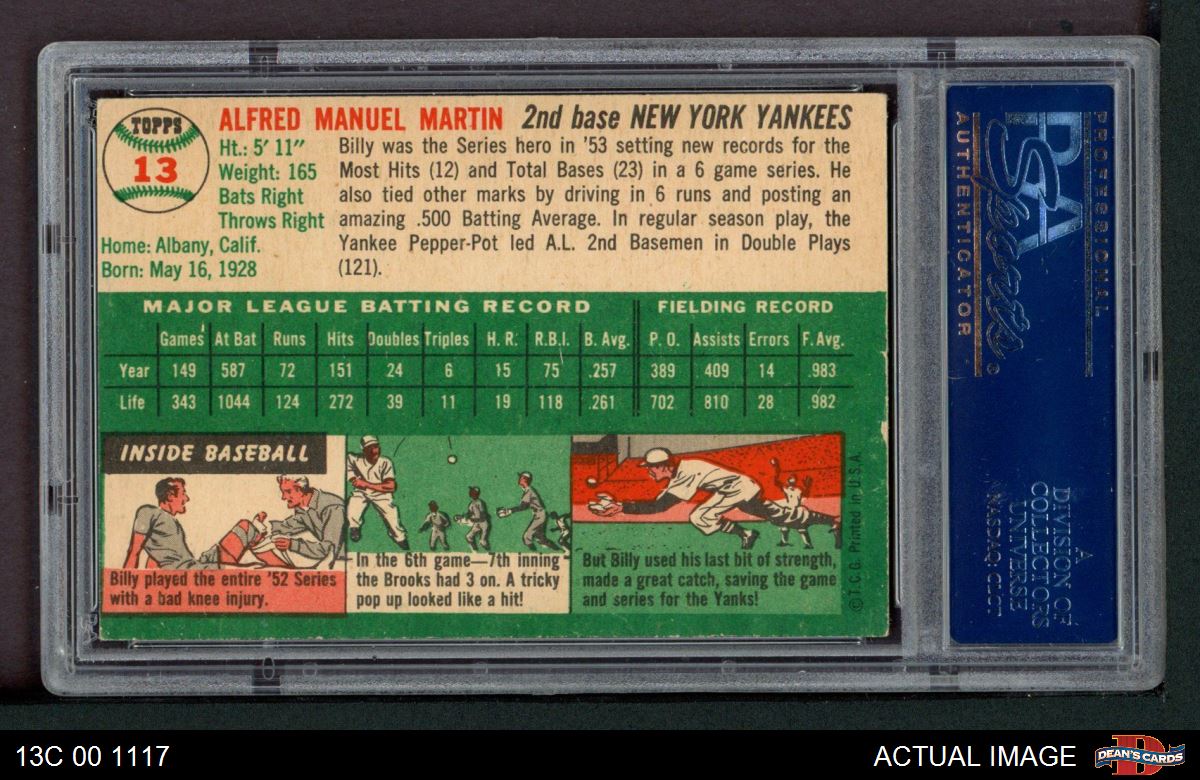 TOPPS
13
ALFRED MANUEL MARTIN 2nd base NEW YORK YANKEES
Ht.: 5' 11"
Weight: 165
Bats Right
Throws Right
Home: Albany, Calif.
Born: May 16, 1928
Billy was the Series hero in '53 setting new records for the
Most Hits (12) and Total Bases (23) in a 6 game series. He
also tied other marks by driving in 6 runs and posting an
amazing .500 Batting Average. In regular season play, the
Yankee Pepper-Pot led A.L. 2nd Basemen in Double Plays
(121).
MAJOR LEAGUE BATTING RECORD FIELDING RECORD
Games At Bat Runs Hits Doubles Triples H. R. R.B.I. B. Avg. P. O. Assists Errors F. Avg.
Year 149 587 72 151 24 6 15 75 .257 389 409 14 .983
Life 343 1044 124 272 39 11 19 118 .261 702 810 28 .982
INSIDE BASEBALL
Billy played the entire '52 Series
with a bad knee injury.
In the 6th game—7th inning
the Brooks had 3 on. A tricky
pop up looked like a hit!
But Billy used his last bit of strength,
made a great catch, saving the game
and series for the Yanks!
© T.C.G. Printed in U.S.A.
PROFESSIONAL
PSA
Sports
®
AUTHENTICATOR
A
DIVISION OF
COLLECTORS
UNIVERSE
NASDAQ: CLCT
13C 00 1117
ACTUAL IMAGE
DEAN'S CARDS